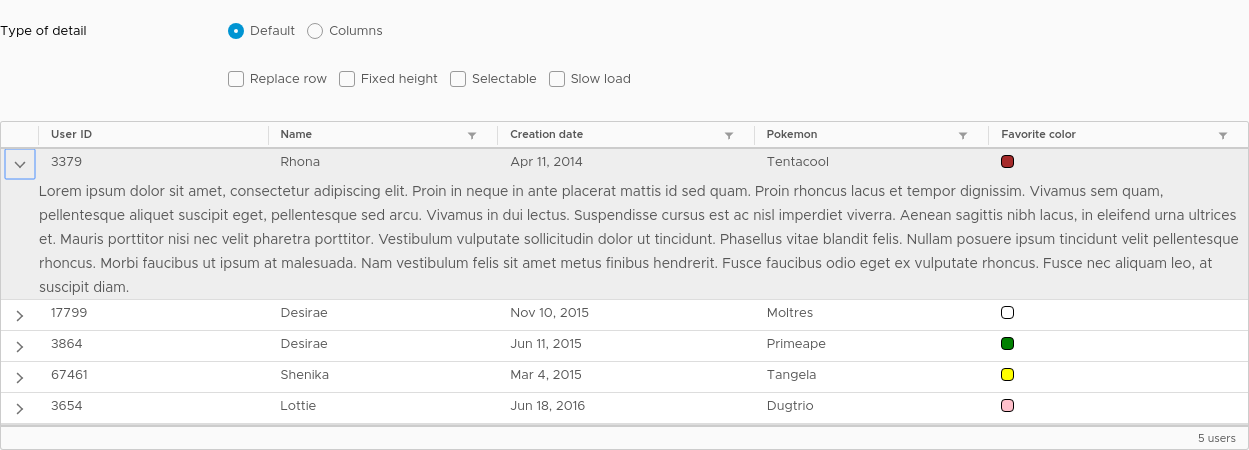 Type of detail Default Columns
Replace row Fixed height Selectable Slow load
User ID Name Creation date Pokemon Favorite color
3379 Rhona Apr 11, 2014 Tentacool
Lorem ipsum dolor sit amet, consectetur adipiscing elit. Proin in neque in ante placerat mattis id sed quam. Proin rhoncus lacus et tempor dignissim. Vivamus sem quam,
pellentesque aliquet suscipit eget, pellentesque sed arcu. Vivamus in dui lectus. Suspendisse cursus est ac nisl imperdiet viverra. Aenean sagittis nibh lacus, in eleifend urna ultrices
et. Mauris porttitor nisi nec velit pharetra porttitor. Vestibulum vulputate sollicitudin dolor ut tincidunt. Phasellus vitae blandit felis. Nullam posuere ipsum tincidunt velit pellentesque
rhoncus. Morbi faucibus ut ipsum at malesuada. Nam vestibulum felis sit amet metus finibus hendrerit. Fusce faucibus odio eget ex vulputate rhoncus. Fusce nec aliquam leo, at
suscipit diam.
17799 Desirae Nov 10, 2015 Moltres
3864 Desirae Jun 11, 2015 Primeape
67461 Shenika Mar 4, 2015 Tangela
3654 Lottie Jun 18, 2016 Dugtrio
5 users